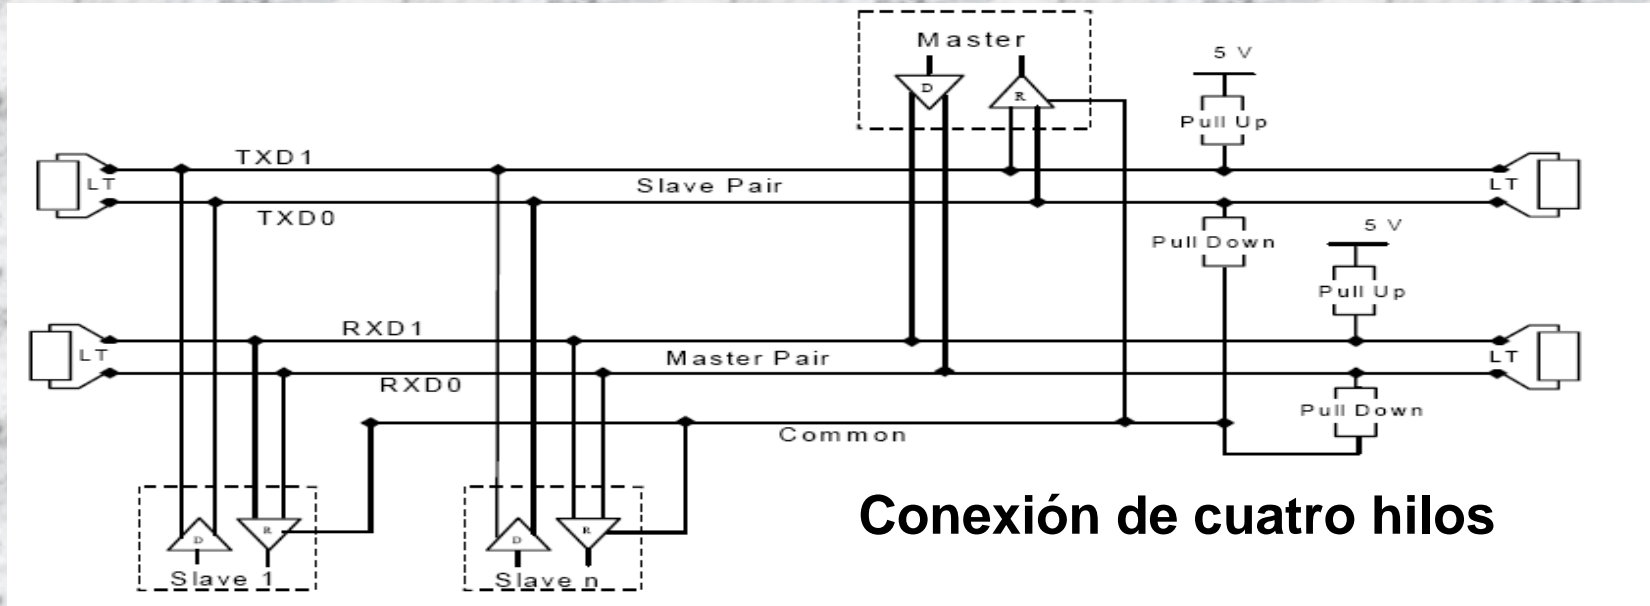 Master
D
R
5 V
Pull Up
TXD1
LT
Slave Pair
LT
TXD0
Pull Down
5 V
Pull Up
RXD1
LT
Master Pair
LT
RXD0
Pull Down
Common
Conexión de cuatro hilos
D
R
D
R
Slave 1
Slave n